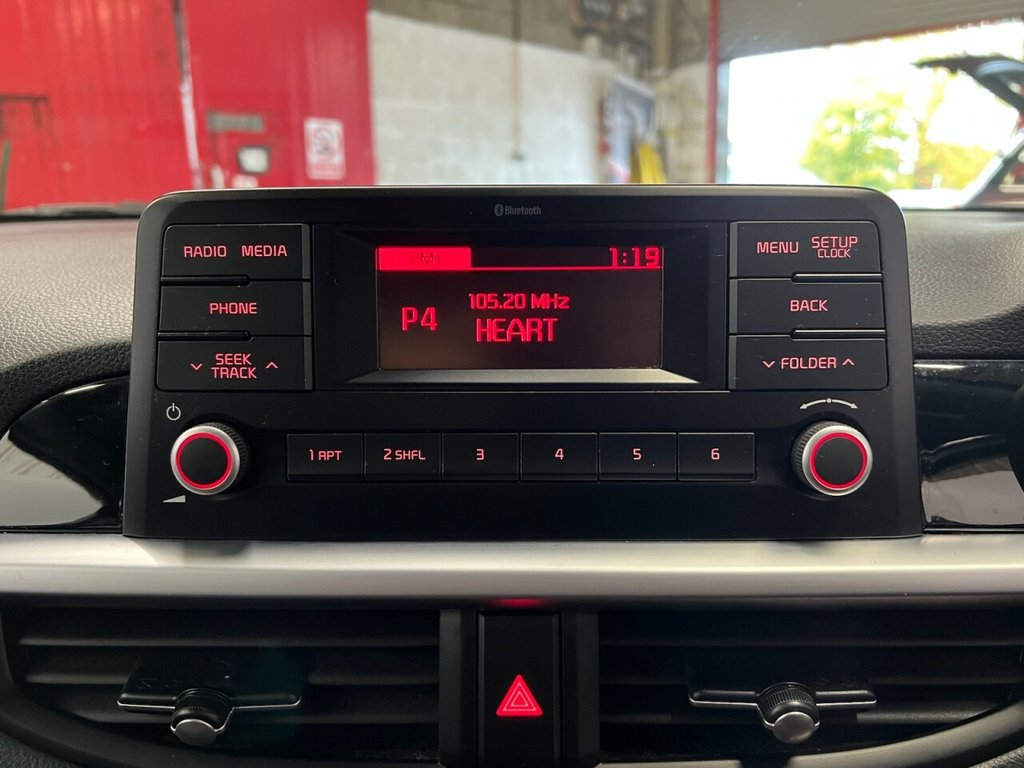 Bluetooth
RADIO MEDIA
PHONE
SEEK
TRACK
FM
1:19
105.20 MHz
P4 HEART
MENU SETUP
CLOCK
BACK
FOLDER
1 RPT 2 SHFL 3 4 5 6